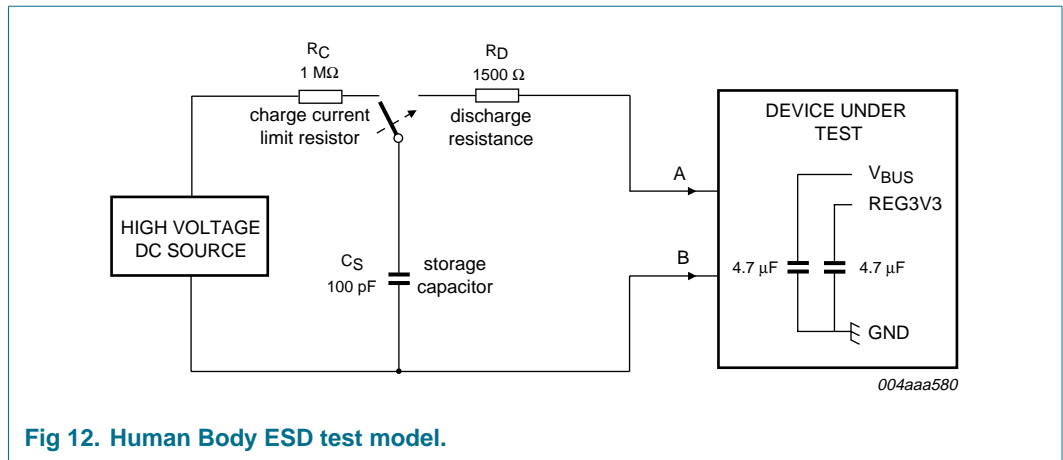 RC
1 MΩ
charge current
limit resistor
RD
1500 Ω
discharge
resistance
HIGH VOLTAGE
DC SOURCE
CS
100 pF
storage
capacitor
A
B
DEVICE UNDER
TEST
VBUS
REG3V3
4.7 μF
4.7 μF
GND
004aaa580
Fig 12. Human Body ESD test model.